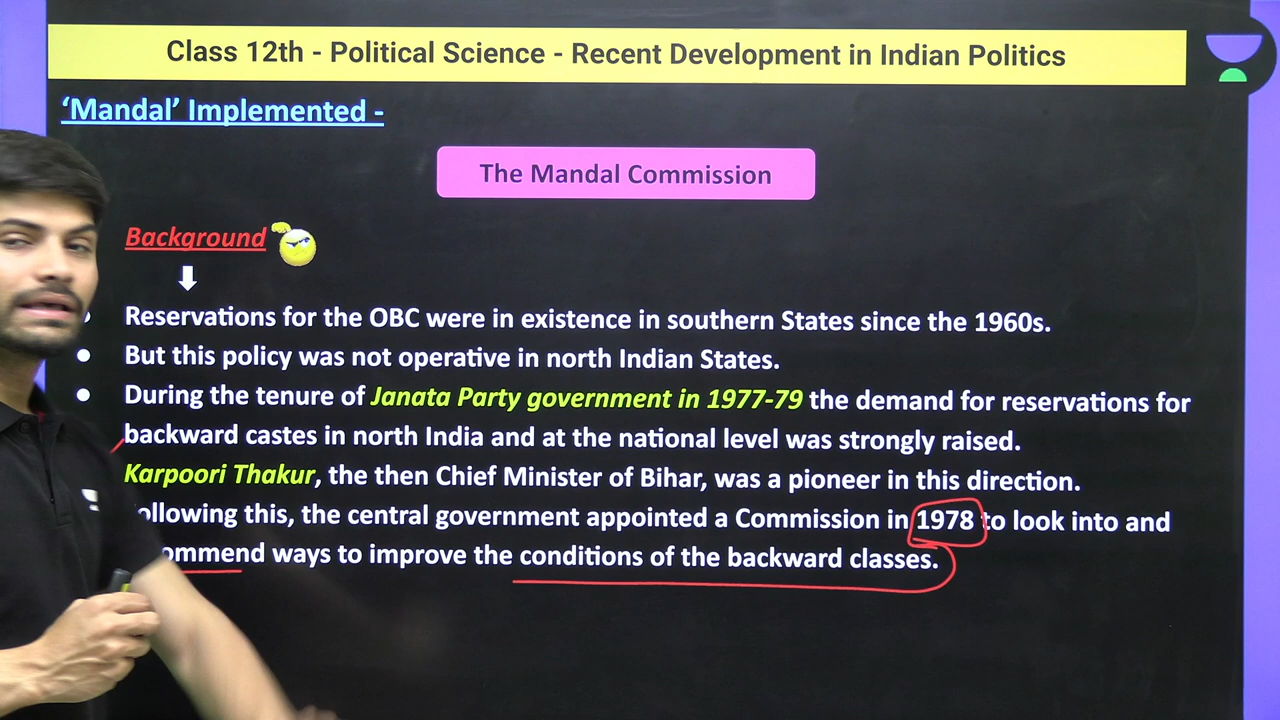 Class 12th - Political Science - Recent Development in Indian Politics
‘Mandal’ Implemented -
The Mandal Commission
Background
Reservations for the OBC were in existence in southern States since the 1960s.
● But this policy was not operative in north Indian States.
● During the tenure of Janata Party government in 1977-79 the demand for reservations for
backward castes in north India and at the national level was strongly raised.
Karpoori Thakur, the then Chief Minister of Bihar, was a pioneer in this direction.
ollowing this, the central government appointed a Commission in 1978 to look into and
ommend ways to improve the conditions of the backward classes.